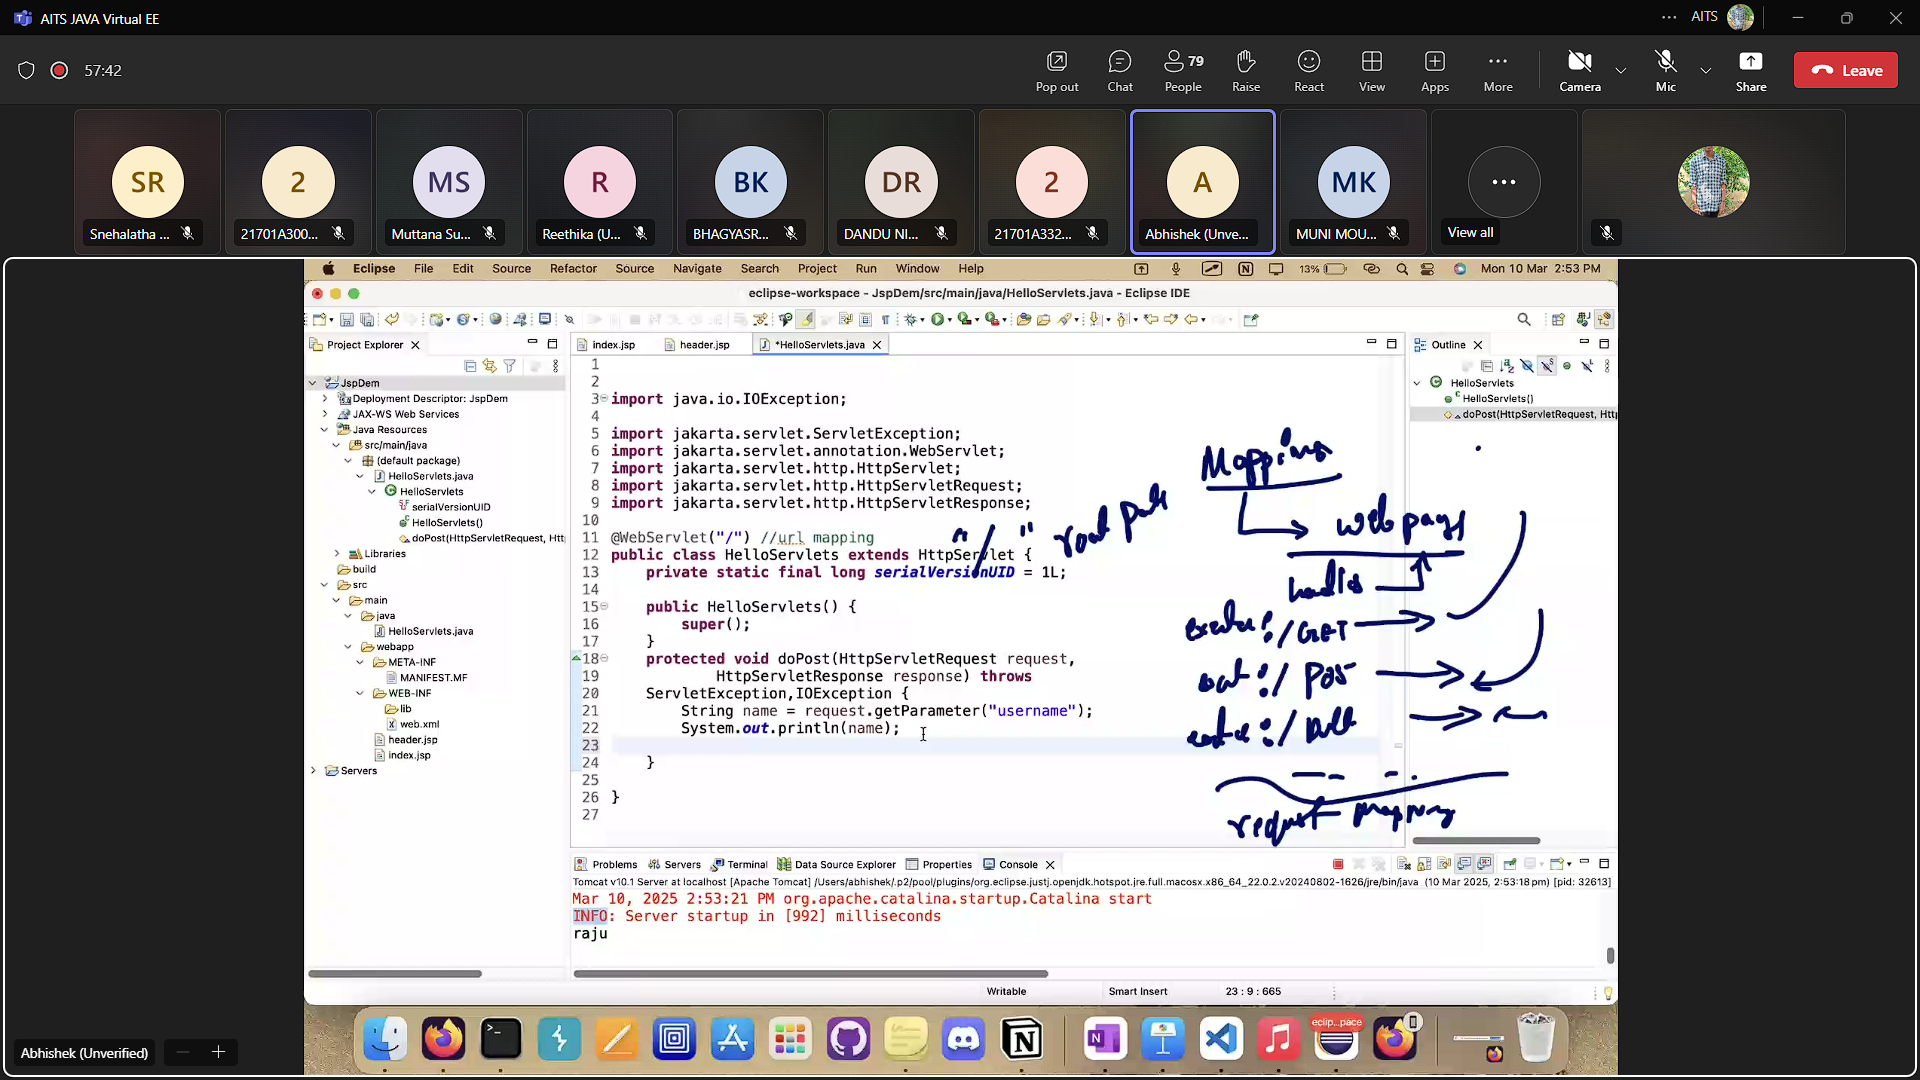 AITS JAVA Virtual EE
AITS
57:42
Pop out
Chat
79
People
Raise
React
View
Apps
More
Camera
Mic
Share
Leave
SR
2
MS
R
BK
DR
2
A
MK
Snehalatha ...
21701A300...
Muttana Su...
Reethika (U...
BHAGYASR...
DANDU NI...
21701A332...
Abhishek (Unve...
MUNI MOU...
View all
Eclipse File Edit Source Refactor Source Navigate Search Project Run Window Help
13%
Mon 10 Mar 2:53 PM
eclipse-workspace - JspDem/src/main/java/HelloServlets.java - Eclipse IDE
Project Explorer
index.jsp
header.jsp
*HelloServlets.java
Outline
JspDem
Deployment Descriptor: JspDem
JAX-WS Web Services
Java Resources
src/main/java
(default package)
HelloServlets.java
HelloServlets
serialVersionUID
HelloServlets()
doPost(HttpServletRequest, Htt
Libraries
build
src
main
java
HelloServlets.java
webapp
META-INF
MANIFEST.MF
WEB-INF
lib
web.xml
header.jsp
index.jsp
Servers
1
2
3 import java.io.IOException;
4
5 import jakarta.servlet.ServletException;
6 import jakarta.servlet.annotation.WebServlet;
7 import jakarta.servlet.http.HttpServlet;
8 import jakarta.servlet.http.HttpServletRequest;
9 import jakarta.servlet.http.HttpServletResponse;
10
11 @WebServlet("/") //url mapping
12 public class HelloServlets extends HttpServlet {
13 private static final long serialVersionUID = 1L;
14
15 public HelloServlets() {
16 super();
17 }
18 protected void doPost(HttpServletRequest request,
19 HttpServletResponse response) throws
20 ServletException,IOException {
21 String name = request.getParameter("username");
22 System.out.println(name);
23
24 }
25
26 }
27
HelloServlets
HelloServlets()
doPost(HttpServletRequest, Htt
Mapping
web pages
"/" root path
handles
/GET
/ POS
request mapping
Problems
Servers
Terminal
Data Source Explorer
Properties
Console
Tomcat v10.1 Server at localhost [Apache Tomcat] /Users/abhishek/.p2/pool/plugins/org.eclipse.justj.openjdk.hotspot.jre.full.macosx.x86_64_22.0.2.v20240802-1626/jre/bin/java (10 Mar 2025, 2:53:18 pm) [pid: 32613]
Mar 10, 2025 2:53:21 PM org.apache.catalina.startup.Catalina start
INFO: Server startup in [992] milliseconds
raju
Writable
Smart Insert
23 : 9 : 665
eclip...pace
Abhishek (Unverified)